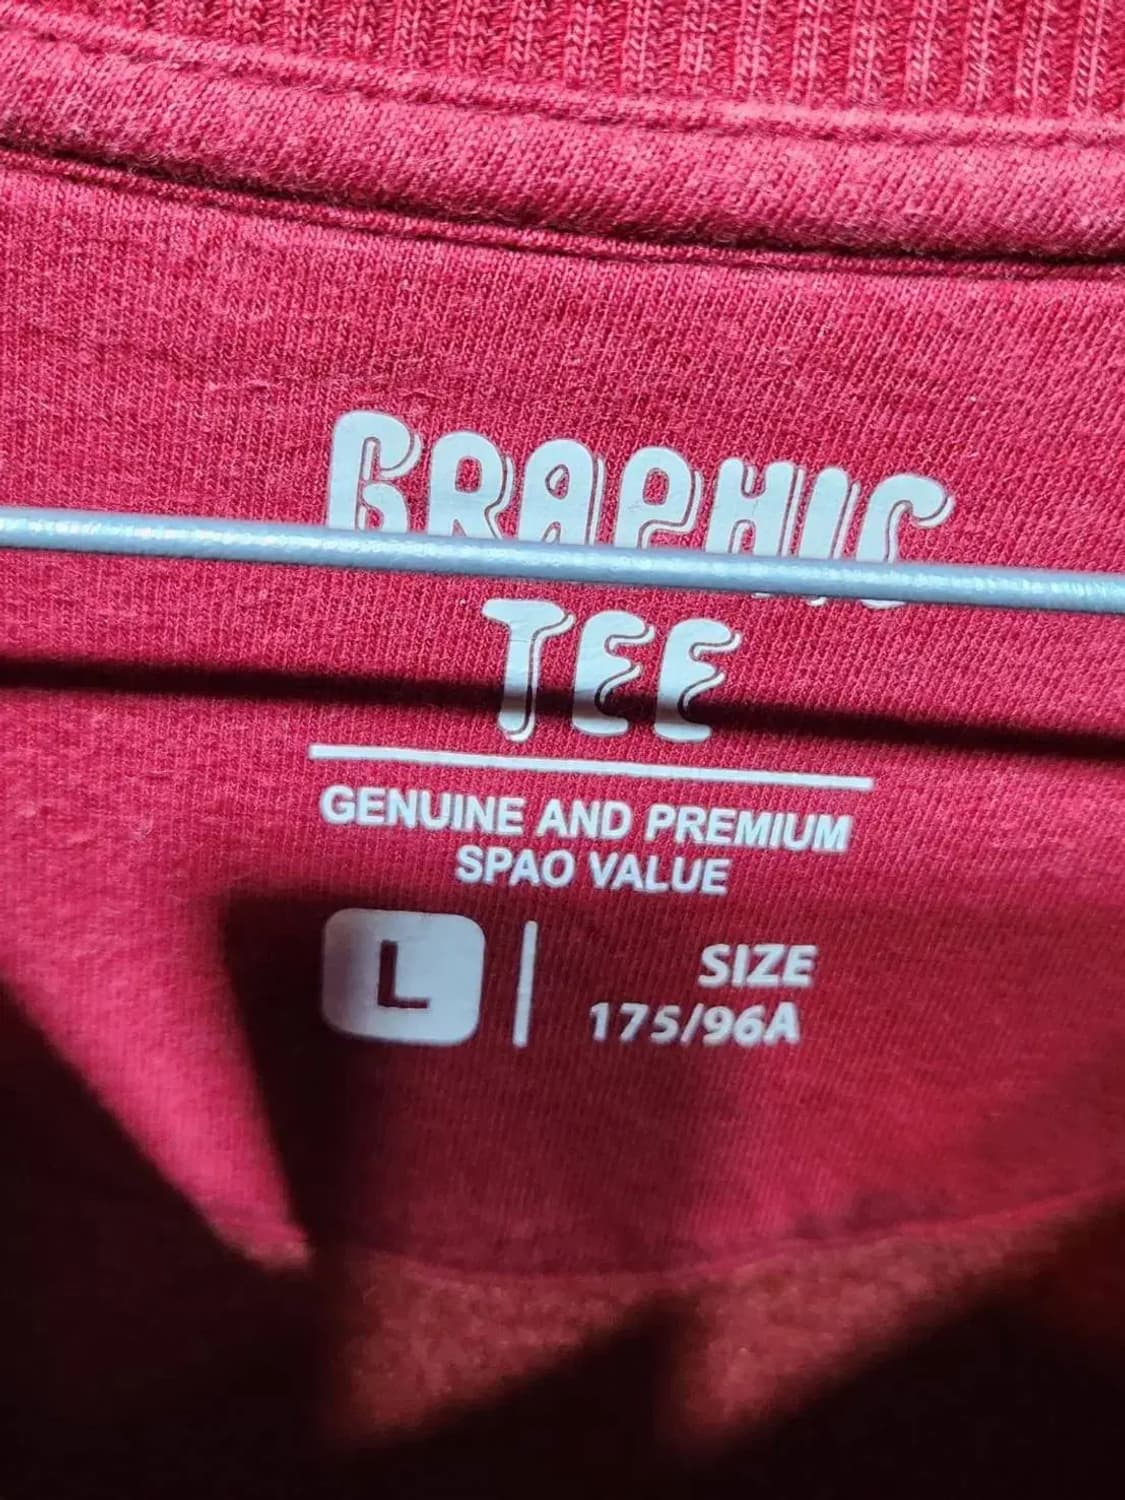 GRAPHIC
TEE
GENUINE AND PREMIUM
SPAO VALUE
L
SIZE
175/96A